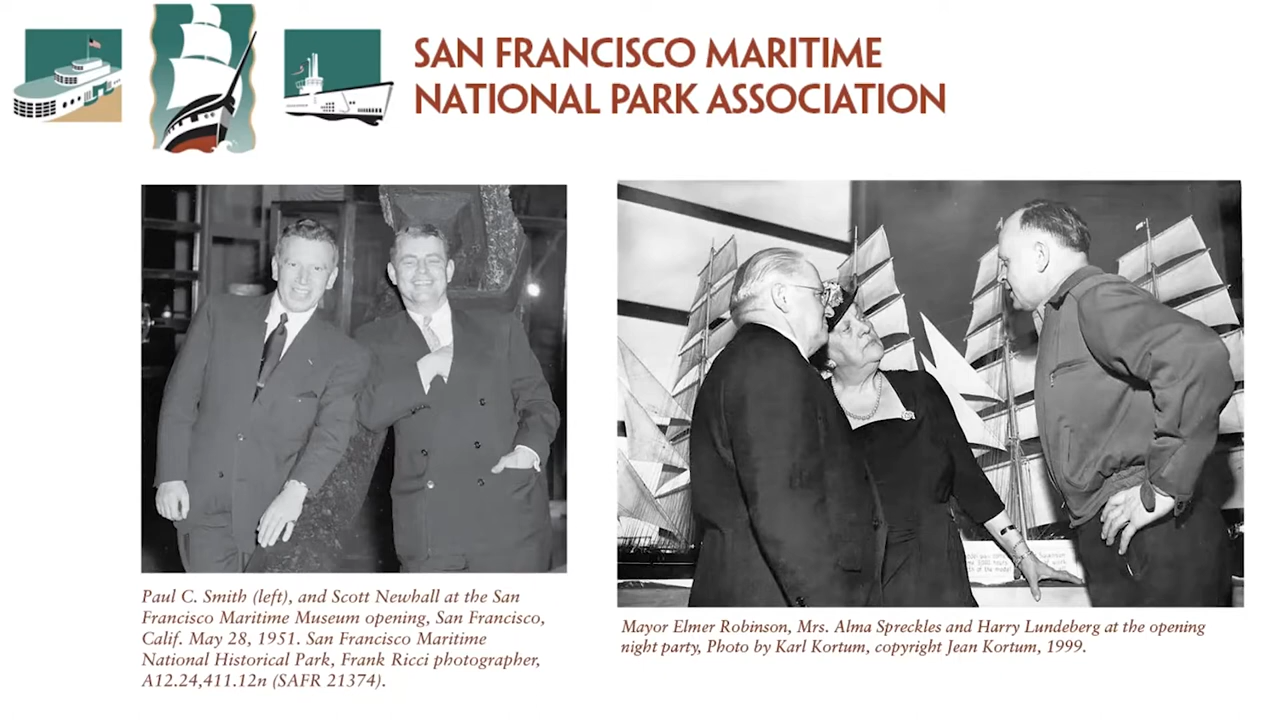 SAN FRANCISCO MARITIME
NATIONAL PARK ASSOCIATION
Paul C. Smith (left), and Scott Newhall at the San
Francisco Maritime Museum opening, San Francisco,
Calif. May 28, 1951. San Francisco Maritime
National Historical Park, Frank Ricci photographer,
A12.24,411.12n (SAFR 21374).
Mayor Elmer Robinson, Mrs. Alma Spreckles and Harry Lundeberg at the opening
night party, Photo by Karl Kortum, copyright Jean Kortum, 1999.